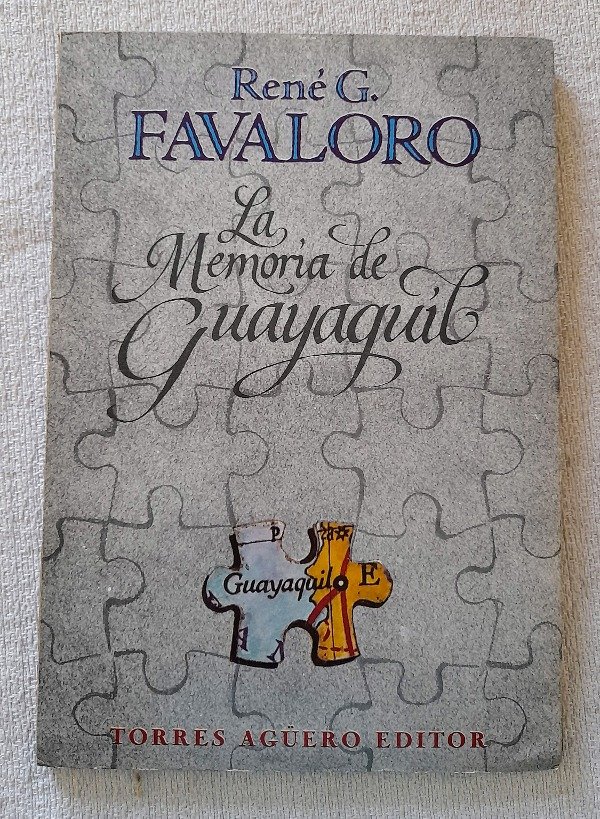 René G.
FAVALORO
La
Memoria de
Guayaquil
P
Guayaquil
E
TORRES AGÜERO EDITOR